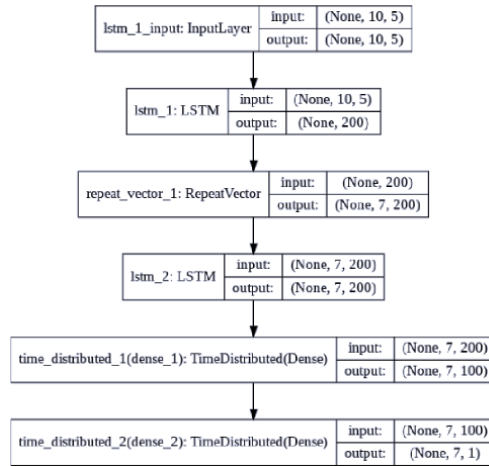 lstm_1_input: InputLayer
input: (None, 10, 5)
output: (None, 10, 5)
lstm_1: LSTM
input: (None, 10, 5)
output: (None, 200)
repeat_vector_1: RepeatVector
input: (None, 200)
output: (None, 7, 200)
lstm_2: LSTM
input: (None, 7, 200)
output: (None, 7, 200)
time_distributed_1(dense_1): TimeDistributed(Dense)
input: (None, 7, 200)
output: (None, 7, 100)
time_distributed_2(dense_2): TimeDistributed(Dense)
input: (None, 7, 100)
output: (None, 7, 1)